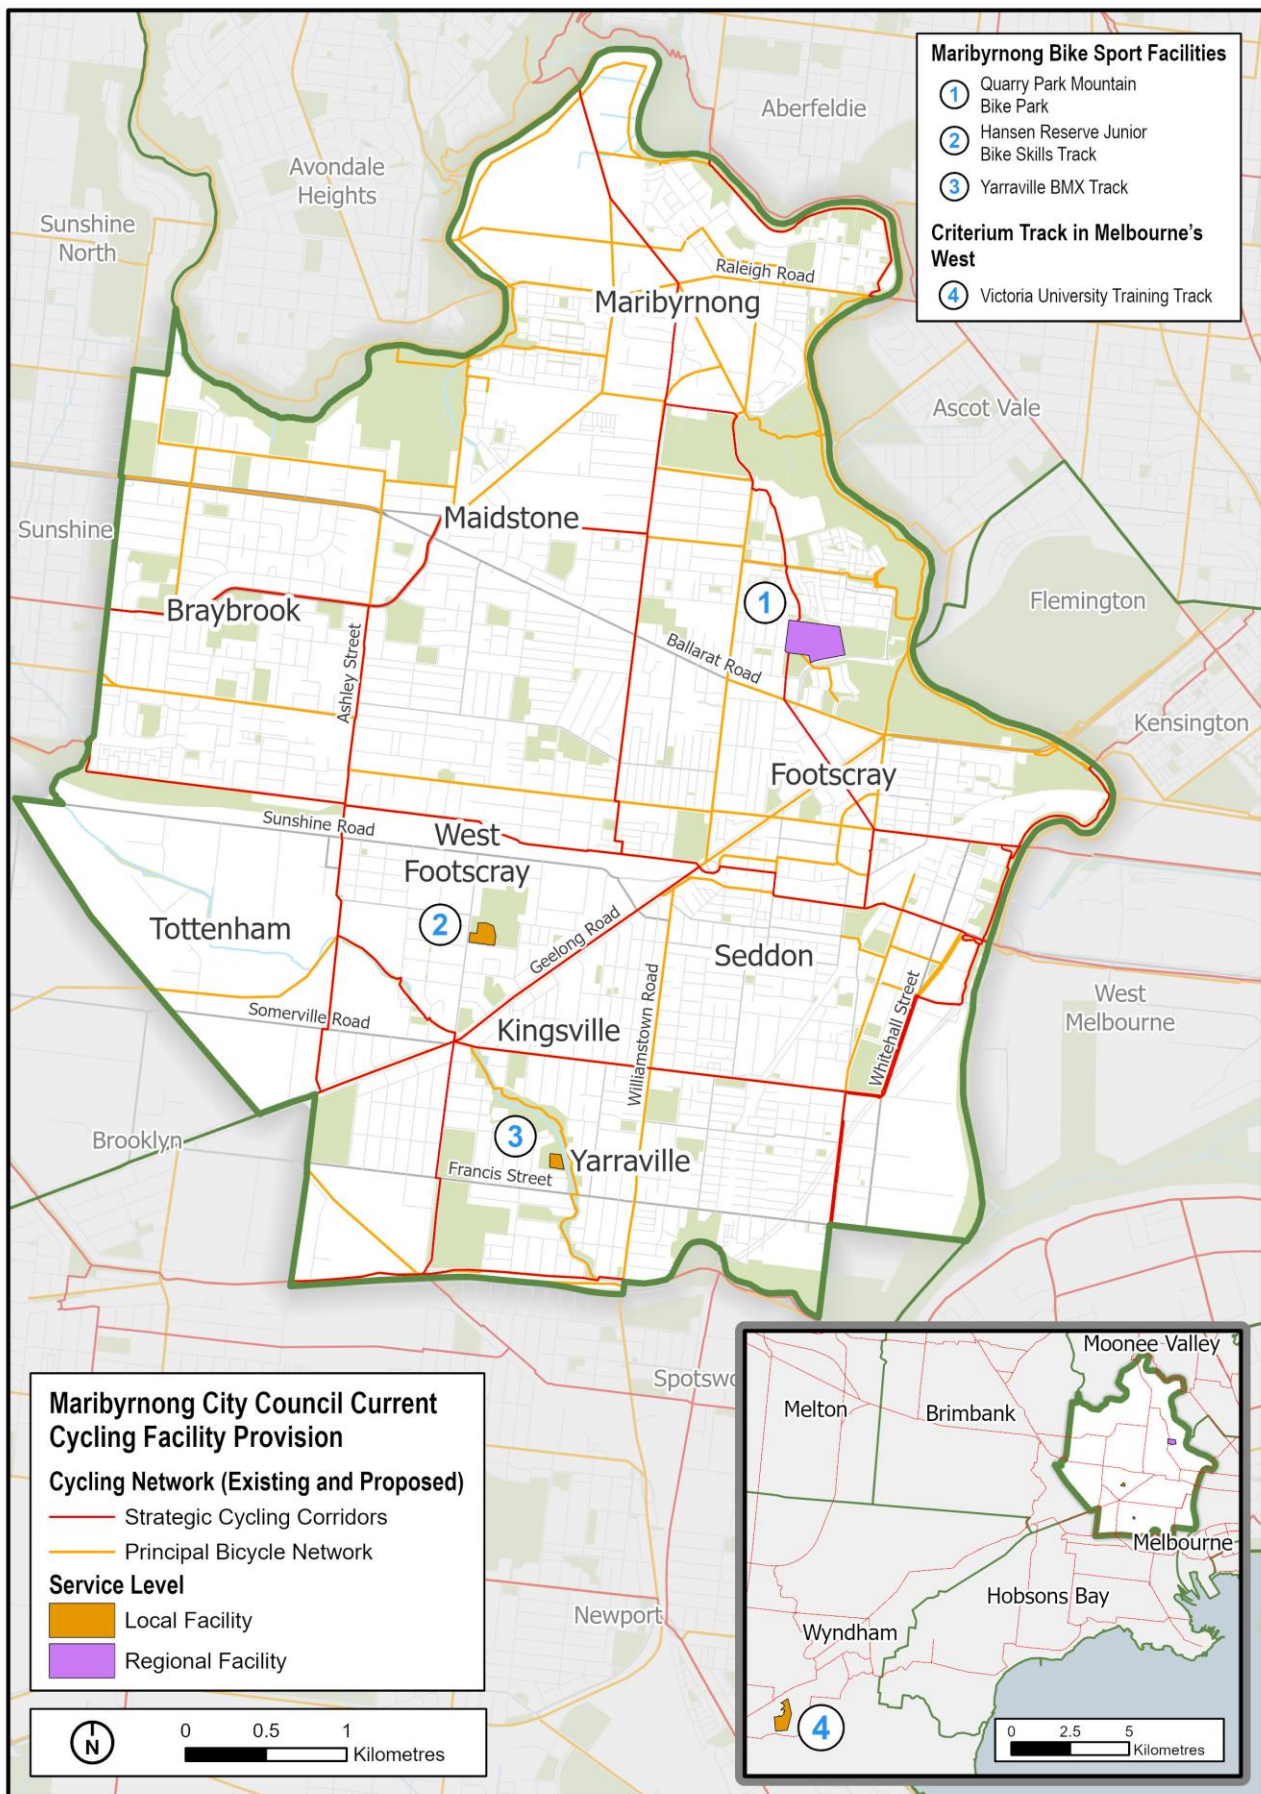 Maribyrnong Bike Sport Facilities
1 Quarry Park Mountain
Bike Park
2 Hansen Reserve Junior
Bike Skills Track
3 Yarraville BMX Track
Criterium Track in Melbourne's
West
4 Victoria University Training Track
Aberfeldie
Avondale
Heights
Sunshine
North
Raleigh Road
Maribyrnong
Ascot Vale
Sunshine
Maidstone
Flemington
Braybrook
1
Ashley Street
Ballarat Road
Kensington
Footscray
Sunshine Road
West
Footscray
2
Tottenham
Geelong Road
Seddon
West
Melbourne
Somerville Road
Kingsville
Williamstown Road
Whitehall Street
Brooklyn
3
Yarraville
Francis Street
Spotswo
Newport
Maribyrnong City Council Current
Cycling Facility Provision
Cycling Network (Existing and Proposed)
Strategic Cycling Corridors
Principal Bicycle Network
Service Level
Local Facility
Regional Facility
N
0 0.5 1
Kilometres
Moonee Valley
Melton
Brimbank
Melbourne
Hobsons Bay
Wyndham
4
0 2.5 5
Kilometres